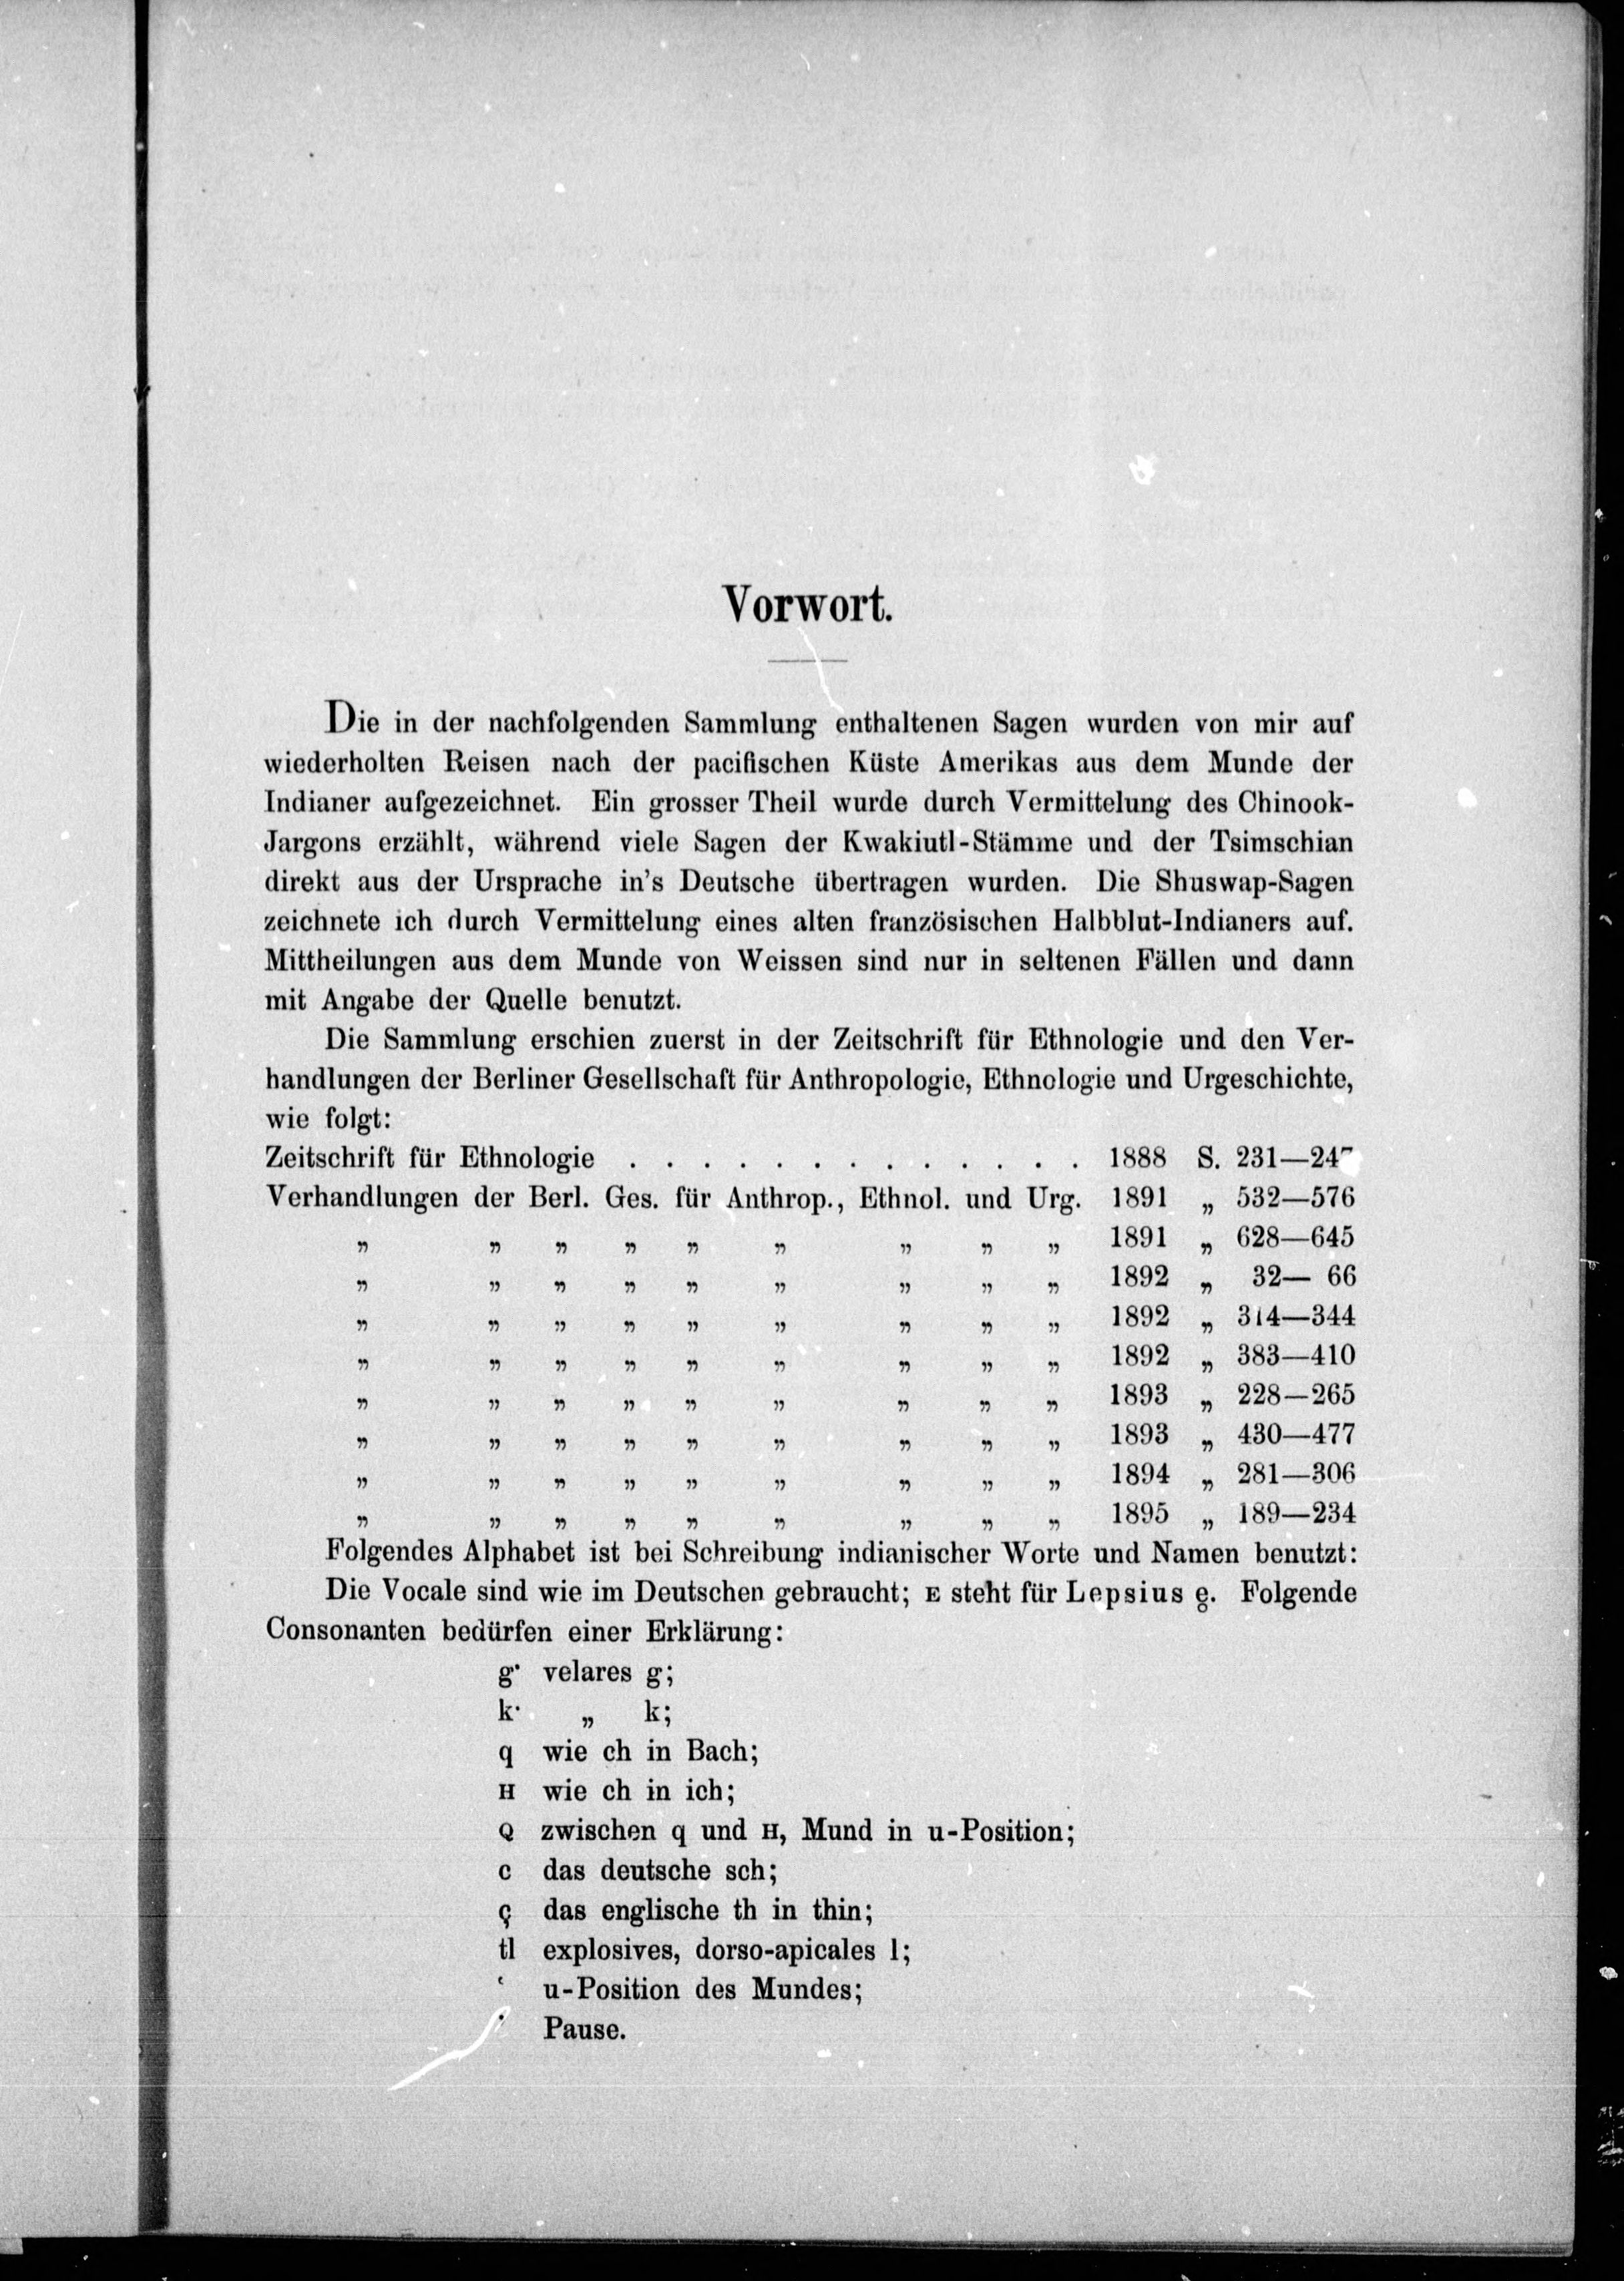 Vorwort.
Die in der nachfolgenden Sammlung enthaltenen Sagen wurden von mir auf
wiederholten Reisen nach der pacifischen Küste Amerikas aus dem Munde der
Indianer aufgezeichnet. Ein grosser Theil wurde durch Vermittelung des Chinook-
Jargons erzählt, während viele Sagen der Kwakiutl-Stämme und der Tsimschian
direkt aus der Ursprache in's Deutsche übertragen wurden. Die Shuswap-Sagen
zeichnete ich durch Vermittelung eines alten französischen Halbblut-Indianers auf.
Mittheilungen aus dem Munde von Weissen sind nur in seltenen Fällen und dann
mit Angabe der Quelle benutzt.
Die Sammlung erschien zuerst in der Zeitschrift für Ethnologie und den Ver-
handlungen der Berliner Gesellschaft für Anthropologie, Ethnologie und Urgeschichte,
wie folgt:
Zeitschrift für Ethnologie . . . . . . . . . . . . . 1888 S. 231—247
Verhandlungen der Berl. Ges. für Anthrop., Ethnol. und Urg. 1891 „ 532—576
„ „ „ „ „ „ „ „ „ 1891 „ 628—645
„ „ „ „ „ „ „ „ „ 1892 „ 32— 66
„ „ „ „ „ „ „ „ „ 1892 „ 314—344
„ „ „ „ „ „ „ „ „ 1892 „ 383—410
„ „ „ „ „ „ „ „ „ 1893 „ 228—265
„ „ „ „ „ „ „ „ „ 1893 „ 430—477
„ „ „ „ „ „ „ „ „ 1894 „ 281—306
„ „ „ „ „ „ „ „ „ 1895 „ 189—234
Folgendes Alphabet ist bei Schreibung indianischer Worte und Namen benutzt:
Die Vocale sind wie im Deutschen gebraucht; ᴇ steht für Lepsius ḙ. Folgende
Consonanten bedürfen einer Erklärung:
g· velares g;
k· „ k;
q wie ch in Bach;
ʜ wie ch in ich;
Q zwischen q und ʜ, Mund in u-Position;
c das deutsche sch;
ç das englische th in thin;
tl explosives, dorso-apicales l;
‘ u-Position des Mundes;
’ Pause.